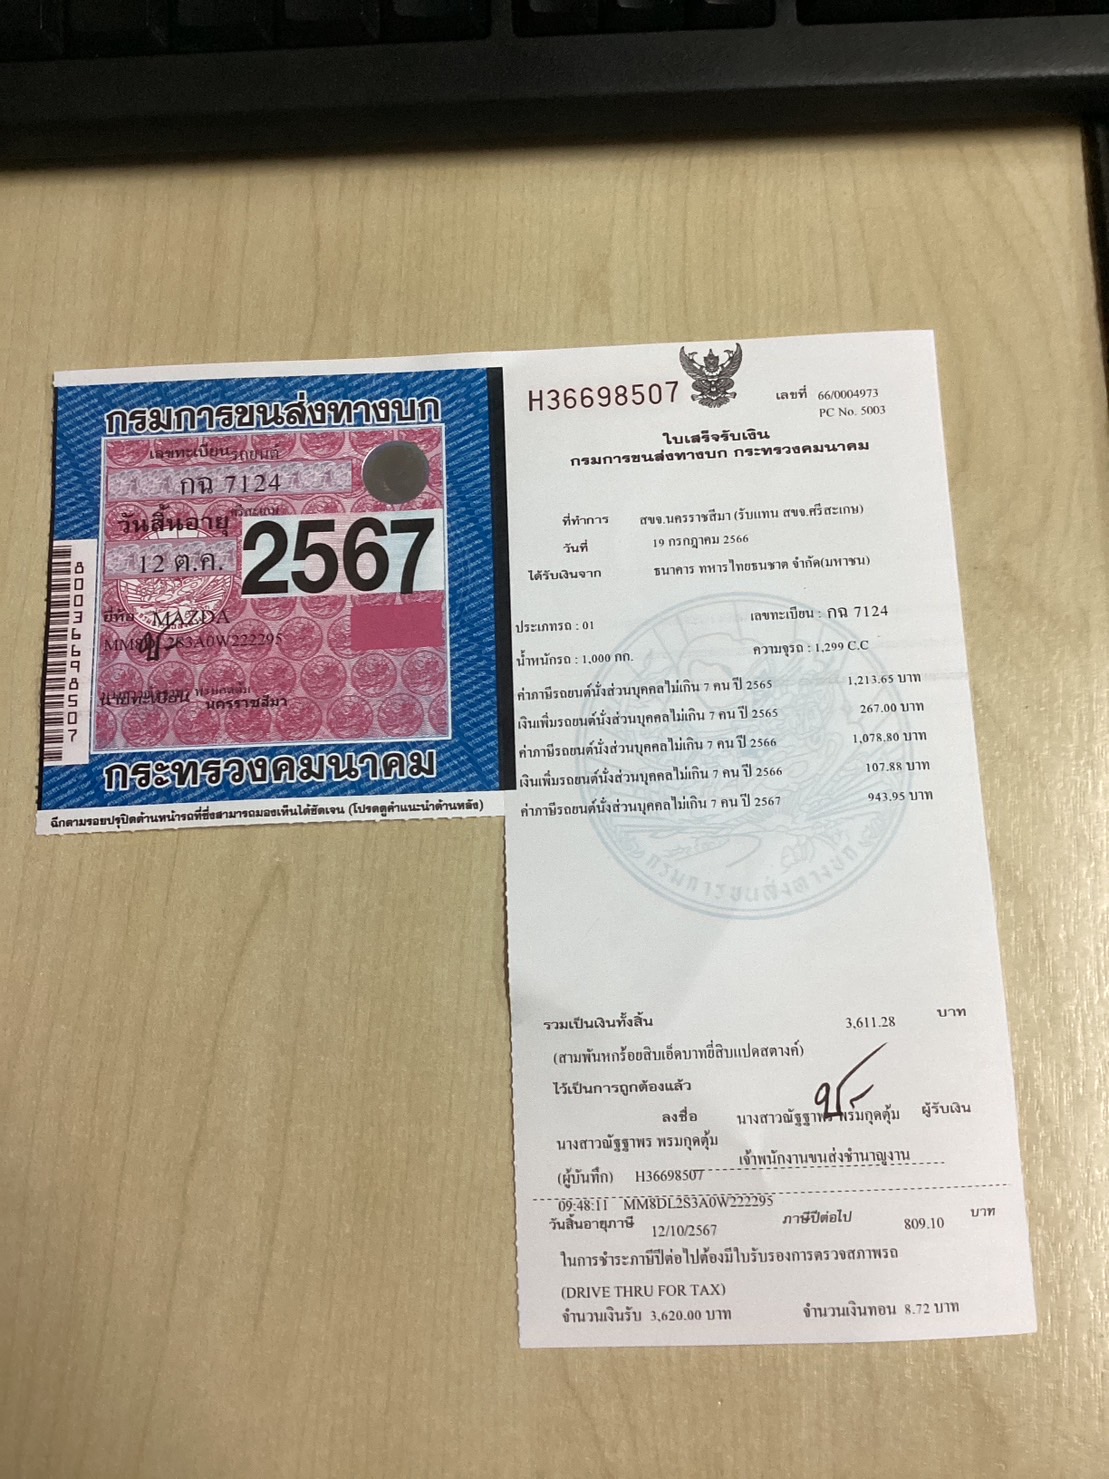 กรมการขนส่งทางบก
เลขทะเบียนรถยนต์
กฉ 7124
ศรีสะเกษ
วันสิ้นอายุ
12 ต.ค.
2567
ยี่ห้อ MAZDA
นายทะเบียน
นครราชสีมา
กระทรวงคมนาคม
80036698507
ฉีกตามรอยปรุปิดด้านหน้ารถที่ซึ่งสามารถมองเห็นได้ชัดเจน (โปรดดูคำแนะนำด้านหลัง)
H36698507
เลขที่ 66/0004973
PC No. 5003
ใบเสร็จรับเงิน
กรมการขนส่งทางบก กระทรวงคมนาคม
ที่ทำการ สขจ.นครราชสีมา (รับแทน สขจ.ศรีสะเกษ)
วันที่ 19 กรกฎาคม 2566
ได้รับเงินจาก ธนาคาร ทหารไทยธนชาต จำกัด(มหาชน)
ประเภทรถ : 01 เลขทะเบียน : กฉ 7124
น้ำหนักรถ : 1,000 กก. ความจุรถ : 1,299 C.C
ค่าภาษีรถยนต์นั่งส่วนบุคคลไม่เกิน 7 คน ปี 2565 1,213.65 บาท
เงินเพิ่มรถยนต์นั่งส่วนบุคคลไม่เกิน 7 คน ปี 2565 267.00 บาท
ค่าภาษีรถยนต์นั่งส่วนบุคคลไม่เกิน 7 คน ปี 2566 1,078.80 บาท
เงินเพิ่มรถยนต์นั่งส่วนบุคคลไม่เกิน 7 คน ปี 2566 107.88 บาท
ค่าภาษีรถยนต์นั่งส่วนบุคคลไม่เกิน 7 คน ปี 2567 943.95 บาท
กรมการขนส่งทางบก
รวมเป็นเงินทั้งสิ้น 3,611.28 บาท
(สามพันหกร้อยสิบเอ็ดบาทยี่สิบแปดสตางค์)
ไว้เป็นการถูกต้องแล้ว
ลงชื่อ นางสาวณัฐฐาพร พรมกุดตุ้ม ผู้รับเงิน
นางสาวณัฐฐาพร พรมกุดตุ้ม
เจ้าพนักงานขนส่งชำนาญงาน
(ผู้บันทึก) H36698507
09:48:11 MM8DL2S3A0W222295
วันสิ้นอายุภาษี 12/10/2567 ภาษีปีต่อไป 809.10 บาท
ในการชำระภาษีปีต่อไปต้องมีใบรับรองการตรวจสภาพรถ
(DRIVE THRU FOR TAX)
จำนวนเงินรับ 3,620.00 บาท จำนวนเงินทอน 8.72 บาท